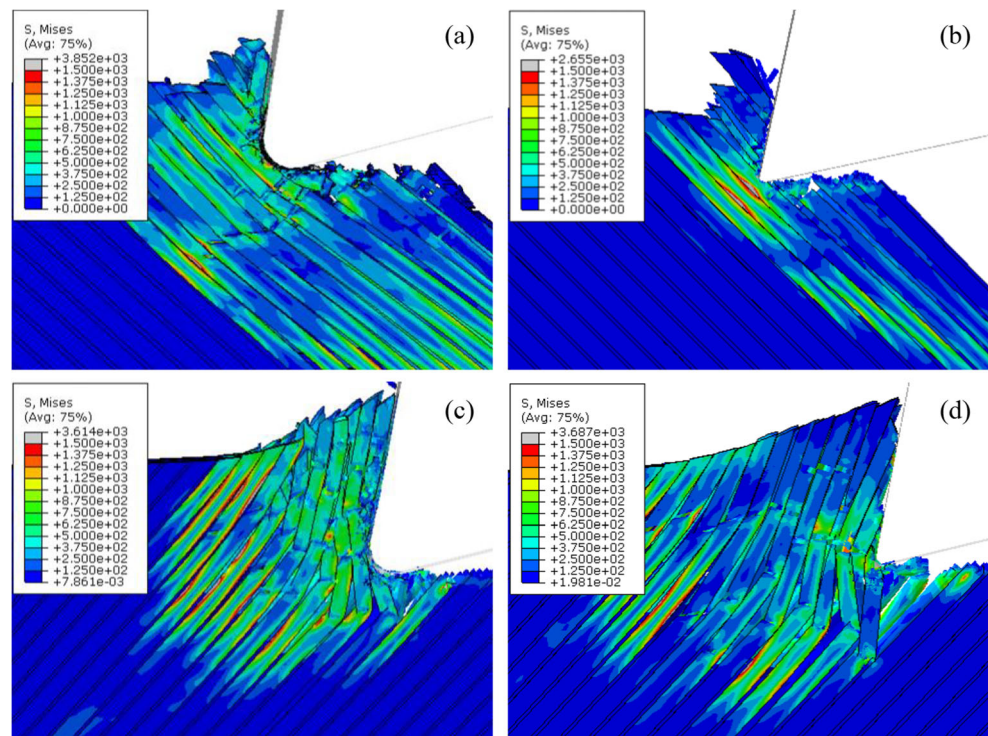 S, Mises
(Avg: 75%)
+3.852e+03
+1.500e+03
+1.375e+03
+1.250e+03
+1.125e+03
+1.000e+03
+8.750e+02
+7.500e+02
+6.250e+02
+5.000e+02
+3.750e+02
+2.500e+02
+1.250e+02
+0.000e+00
(a)
S, Mises
(Avg: 75%)
+2.655e+03
+1.500e+03
+1.375e+03
+1.250e+03
+1.125e+03
+1.000e+03
+8.750e+02
+7.500e+02
+6.250e+02
+5.000e+02
+3.750e+02
+2.500e+02
+1.250e+02
+0.000e+00
(b)
S, Mises
(Avg: 75%)
+3.614e+03
+1.500e+03
+1.375e+03
+1.250e+03
+1.125e+03
+1.000e+03
+8.750e+02
+7.500e+02
+6.250e+02
+5.000e+02
+3.750e+02
+2.500e+02
+1.250e+02
+7.861e-03
(c)
S, Mises
(Avg: 75%)
+3.687e+03
+1.500e+03
+1.375e+03
+1.250e+03
+1.125e+03
+1.000e+03
+8.750e+02
+7.500e+02
+6.250e+02
+5.000e+02
+3.750e+02
+2.500e+02
+1.250e+02
+1.981e-02
(d)